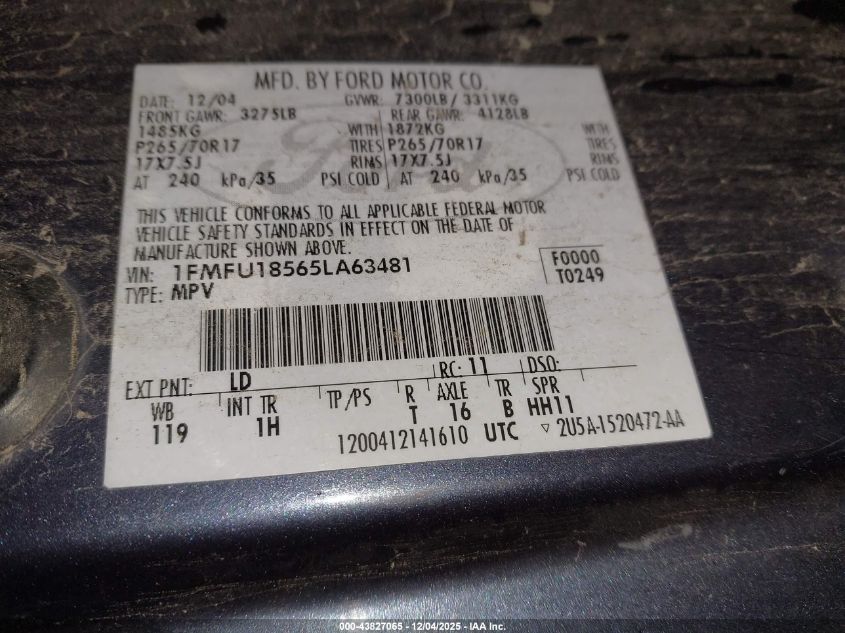 MFD. BY FORD MOTOR CO.
DATE: 12/04 GVWR: 7300LB / 3311KG
FRONT GAWR: 3275LB REAR GAWR: 4128LB
1485KG WITH 1872KG WITH
P265/70R17 TIRES P265/70R17 TIRES
17X7.5J RIMS 17X7.5J RIMS
AT 240 kPa/35 PSI COLD AT 240 kPa/35 PSI COLD
THIS VEHICLE CONFORMS TO ALL APPLICABLE FEDERAL MOTOR
VEHICLE SAFETY STANDARDS IN EFFECT ON THE DATE OF
MANUFACTURE SHOWN ABOVE.
VIN: 1FMFU18565LA63481 F0000
TYPE: MPV T0249
EXT PNT: LD RC: 11 DSO:
WB INT TR TP/PS R AXLE TR SPR
119 1H T 16 B HH11
1200412141610 UTC ▽ 2U5A-1520472-AA
000-43827065 - 12/04/2025 - IAA Inc.